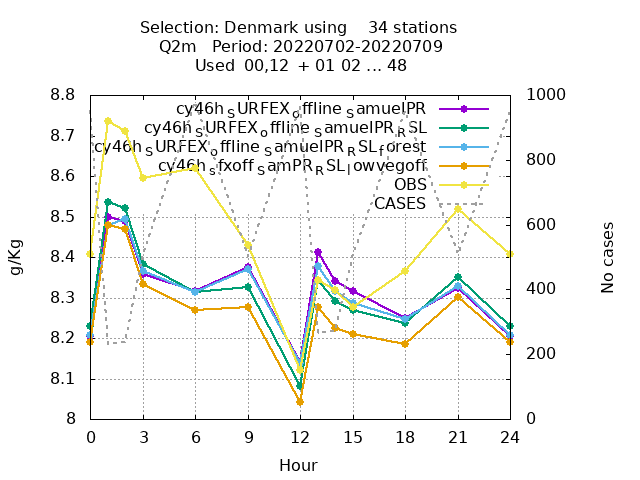 Selection: Denmark using 34 stations
Q2m Period: 20220702-20220709
Used 00,12 + 01 02 ... 48
8.8
8.7
8.6
8.5
8.4
8.3
8.2
8.1
8
g/Kg
cy46h_SURFEX_offline_SamuelPR
cy46h_SURFEX_offline_SamuelPR_RSL
cy46h_SURFEX_offline_SamuelPR_RSL_forest
cy46h_sfxoff_SamPR_RSL_lowvegoff
OBS
CASES
1000
800
600
400
200
0
No cases
0 3 6 9 12 15 18 21 24
Hour